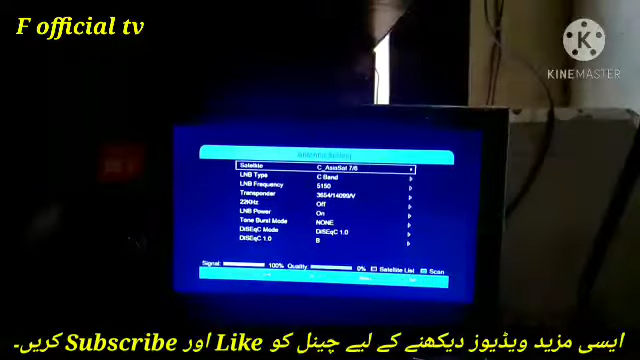 F official tv
KINEMASTER
Antenna Setting
Satellite C_AsiaSat 7/6
LNB Type C Band
LNB Frequency 5150
Transponder 3654/14099/V
22KHz Off
LNB Power On
Tone Burst Mode NONE
DiSEqC Mode DiSEqC 1.0
DiSEqC 1.0 B
Signal: 100% Quality 0% Satellite List Scan
ایسی مزید ویڈیوز دیکھنے کے لیے چینل کو Like اور Subscribe کریں۔